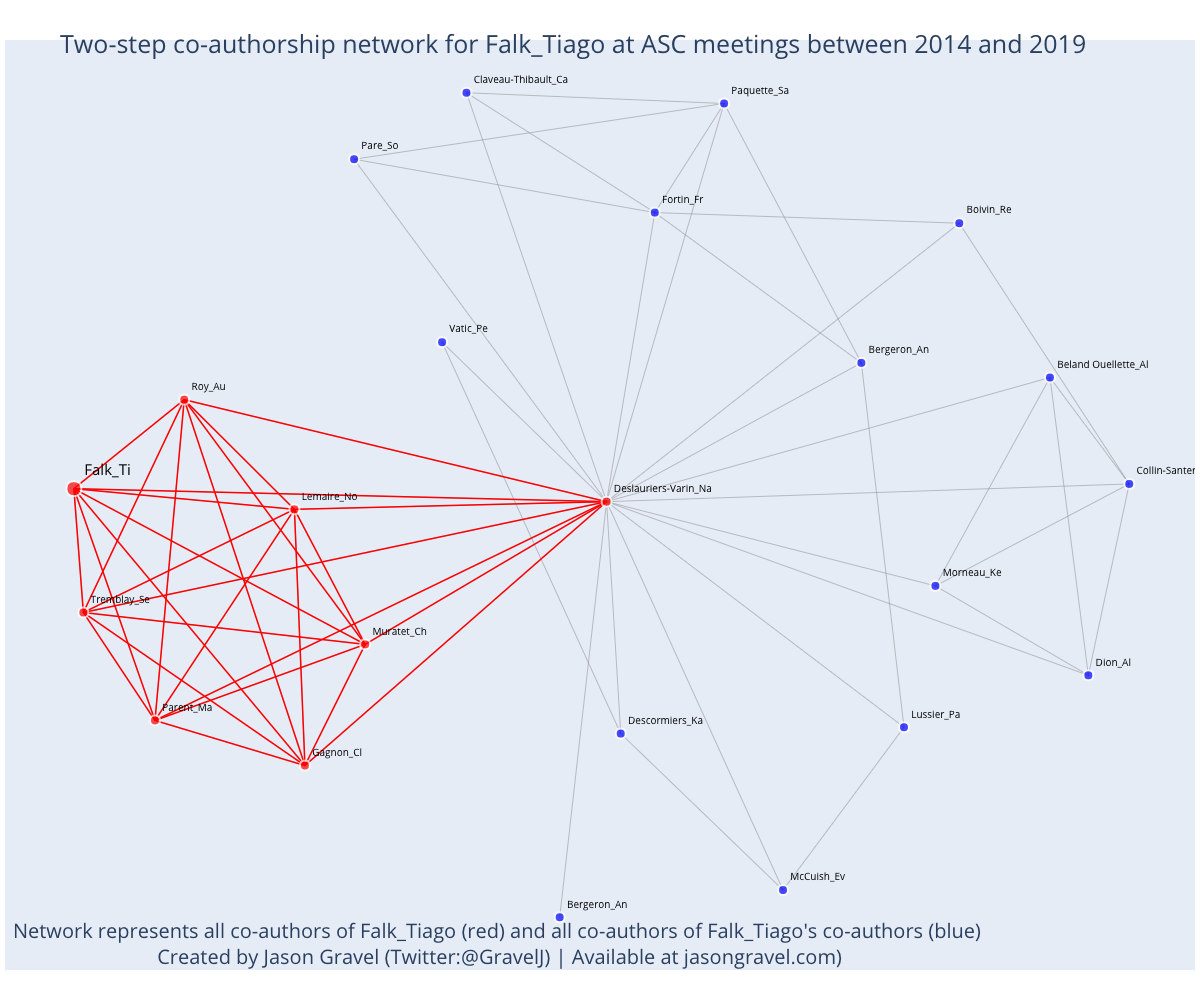 Two-step co-authorship network for Falk_Tiago at ASC meetings between 2014 and 2019
Claveau-Thibault_Ca
Paquette_Sa
Pare_So
Fortin_Fr
Boivin_Re
Vatic_Pe
Bergeron_An
Beland Ouellette_Al
Roy_Au
Falk_Ti
Collin-Santer
Deslauriers-Varin_Na
Lemaire_No
Morneau_Ke
Tremblay_Se
Muratet_Ch
Dion_Al
Parent_Ma
Lussier_Pa
Descormiers_Ka
Gagnon_Cl
McCuish_Ev
Bergeron_An
Network represents all co-authors of Falk_Tiago (red) and all co-authors of Falk_Tiago's co-authors (blue)
Created by Jason Gravel (Twitter:@GravelJ) | Available at jasongravel.com)